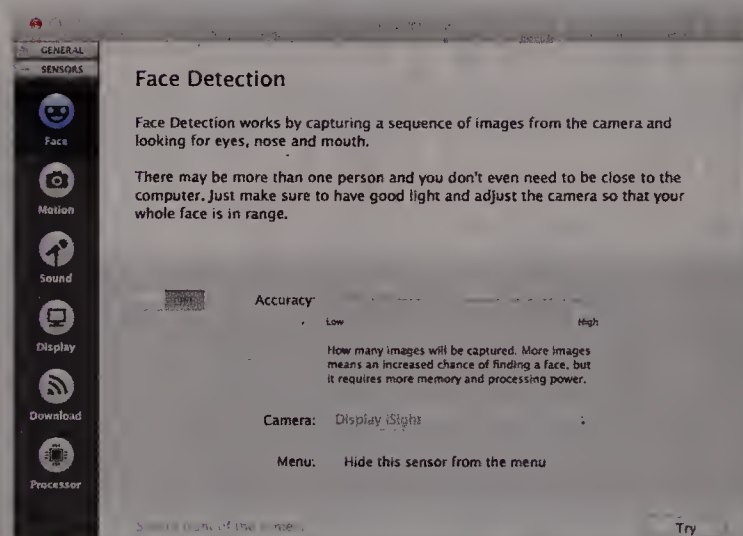 GENERAL
SENSORS
Face
Motion
Sound
Display
Download
Processor
Face Detection
Face Detection works by capturing a sequence of images from the camera and
looking for eyes, nose and mouth.
There may be more than one person and you don't even need to be close to the
computer. Just make sure to have good light and adjust the camera so that your
whole face is in range.
OFF
Accuracy:
Low High
How many images will be captured. More images
means an increased chance of finding a face, but
it requires more memory and processing power.
Camera: Display iSight
Menu: Hide this sensor from the menu
Try